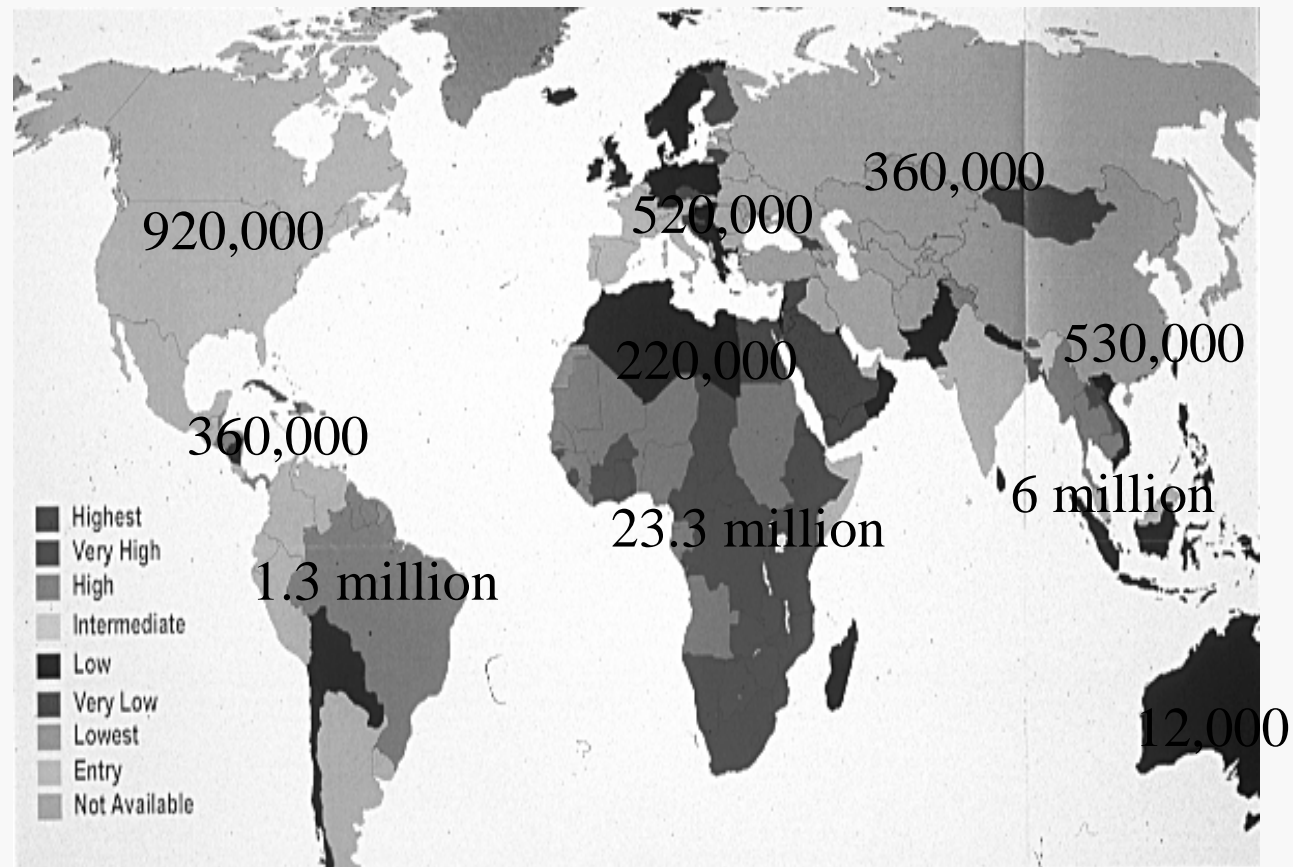 360,000
520,000
920,000
530,000
220,000
360,000
6 million
Highest
23.3 million
Very High
High
1.3 million
Intermediate
Low
Very Low
12,000
Lowest
Entry
Not Available